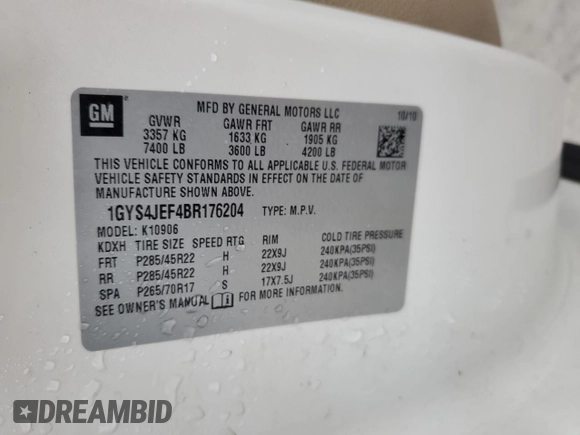 GM
MFD BY GENERAL MOTORS LLC
10/10
GVWR GAWR FRT GAWR RR
3357 KG 1633 KG 1905 KG
7400 LB 3600 LB 4200 LB
THIS VEHICLE CONFORMS TO ALL APPLICABLE U.S. FEDERAL MOTOR
VEHICLE SAFETY STANDARDS IN EFFECT ON THE DATE OF
MANUFACTURE SHOWN ABOVE.
1GYS4JEF4BR176204 TYPE: M.P.V.
MODEL: K10906
KDXH TIRE SIZE SPEED RTG RIM COLD TIRE PRESSURE
FRT P285/45R22 H 22X9J 240KPA(35PSI)
RR P285/45R22 H 22X9J 240KPA(35PSI)
SPA P265/70R17 S 17X7.5J 240KPA(35PSI)
SEE OWNER'S MANUAL FOR MORE INFORMATION.
DREAMBID